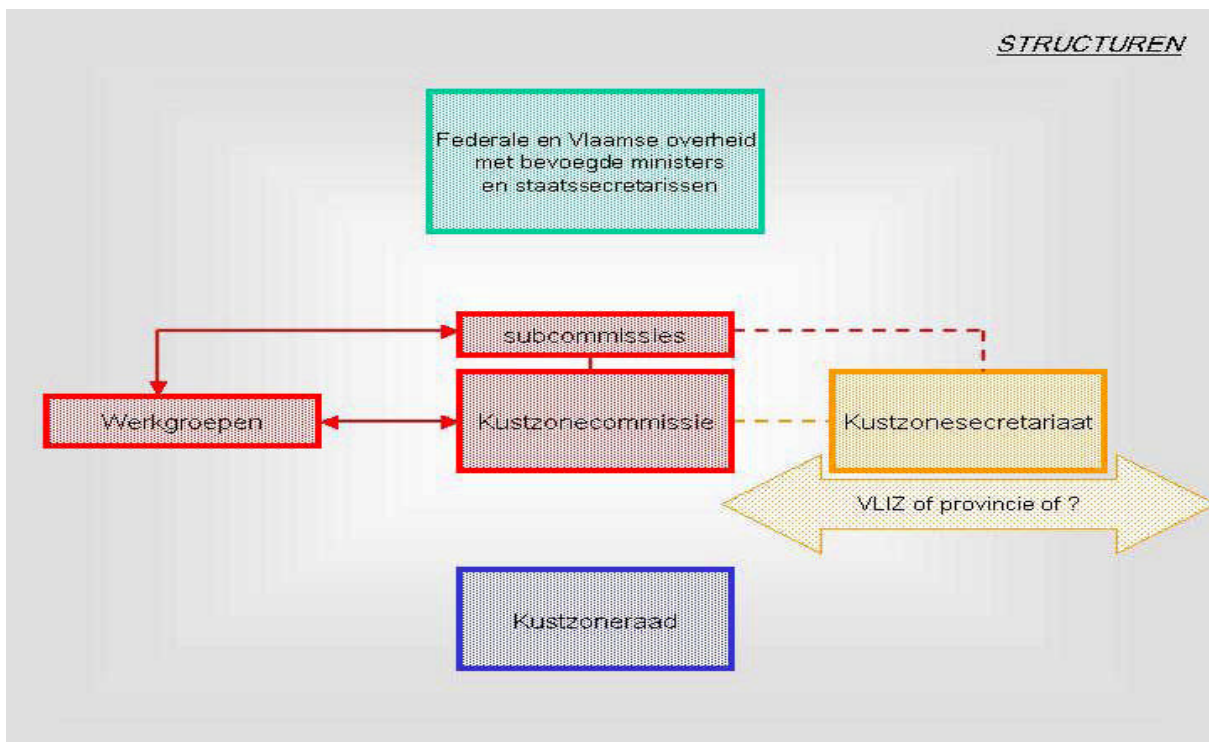 STRUCTUREN
Federale en Vlaamse overheid
met bevoegde ministers
en staatssecretarissen
subcommissies
Werkgroepen
Kustzonecommissie
Kustzonesecretariaat
VLIZ of provincie of ?
Kustzoneraad